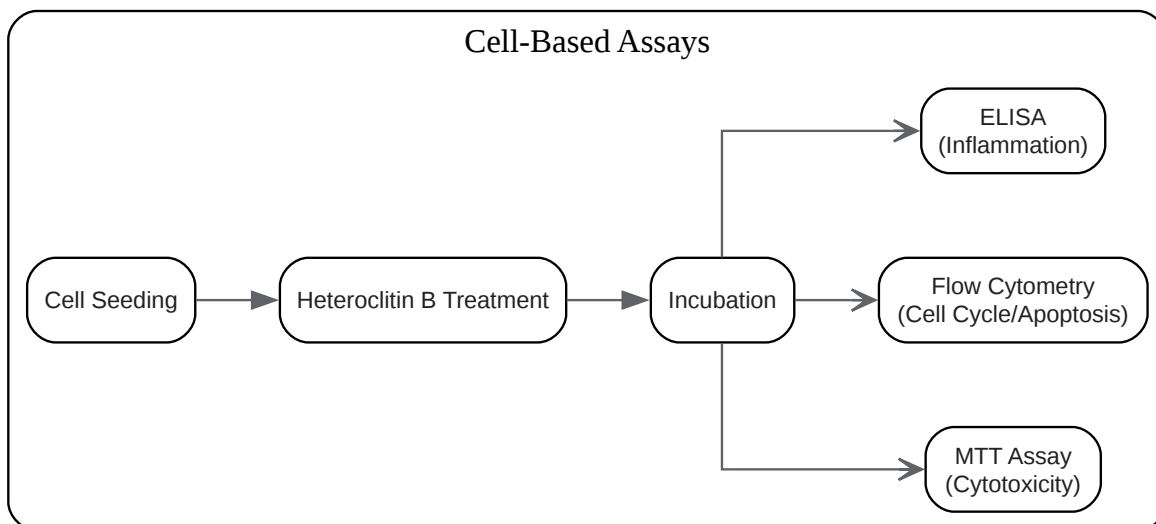 Cell-Based Assays
ELISA
(Inflammation)
Cell Seeding
Heteroclitin B Treatment
Incubation
Flow Cytometry
(Cell Cycle/Apoptosis)
MTT Assay
(Cytotoxicity)